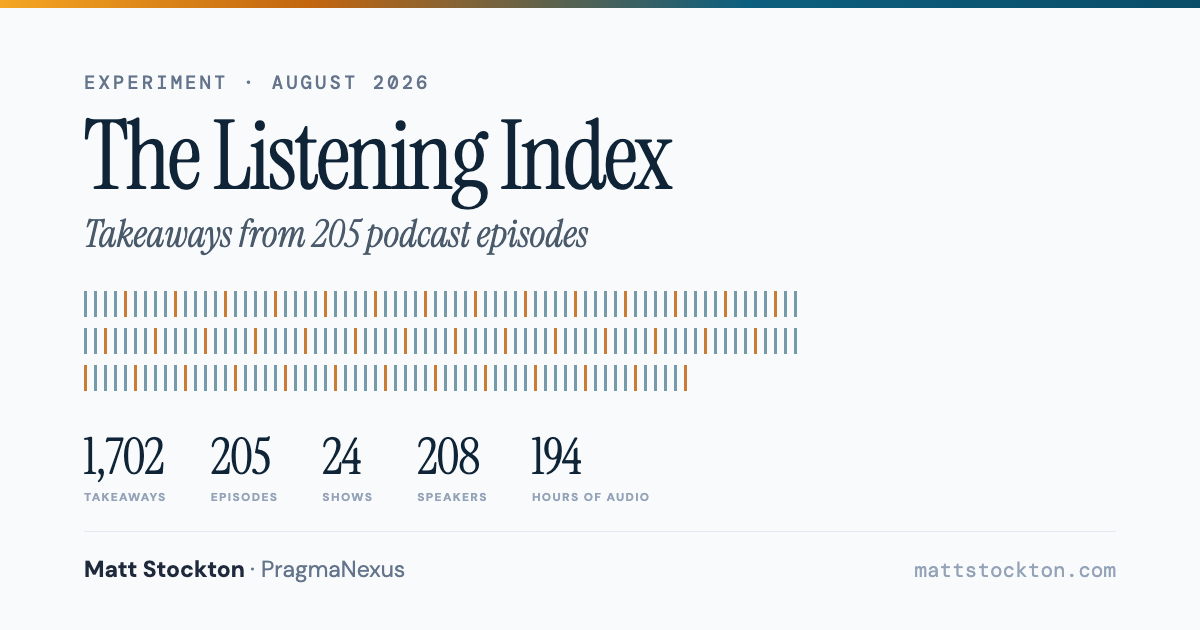 EXPERIMENT · AUGUST 2026
The Listening Index
Takeaways from 205 podcast episodes
1,702 205 24 208 194
TAKEAWAYS EPISODES SHOWS SPEAKERS HOURS OF AUDIO
Matt Stockton · PragmaNexus mattstockton.com